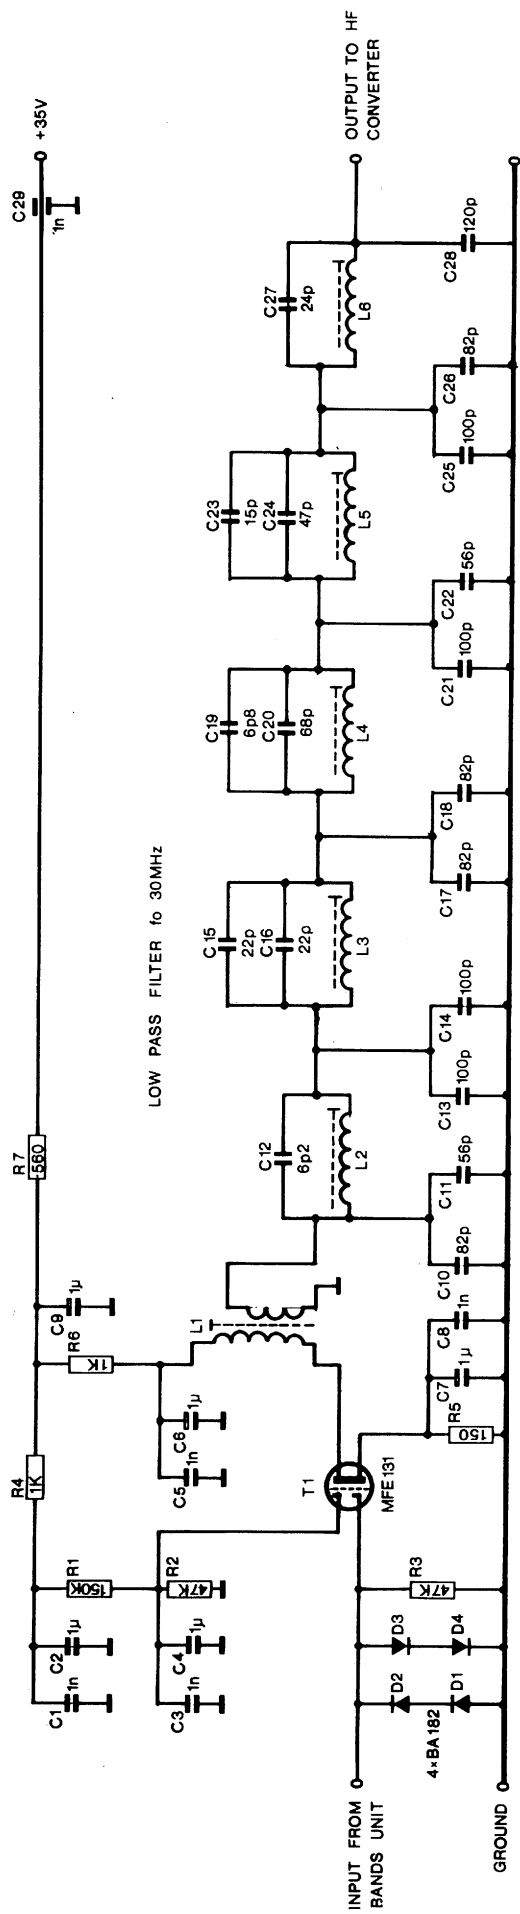 C29
1n
+35V
R7
560
C9
1µ
R6
1K
R4
1K
R1
150K
C2
1µ
C1
1n
R2
47K
C4
1µ
C3
1n
C6
1µ
C5
1n
L1
T1
MFE131
LOW PASS FILTER fo 30MHz
C12
6p2
L2
C15
22p
C16
22p
L3
C19
6p8
C20
68p
L4
C23
15p
C24
47p
L5
C27
24p
L6
OUTPUT TO HF
CONVERTER
INPUT FROM
BANDS UNIT
GROUND
D2
D1
4×BA182
D3
D4
R3
47K
R5
150
C7
1µ
C8
1n
C10
82p
C11
56p
C13
100p
C14
100p
C17
82p
C18
82p
C21
100p
C22
56p
C25
100p
C26
82p
C28
120p